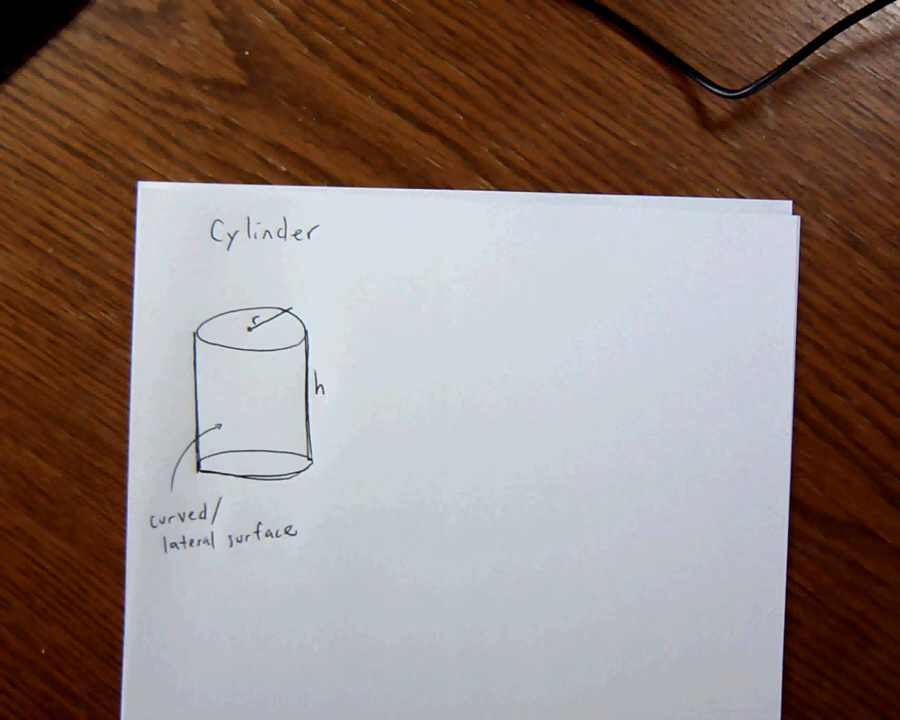 Cylinder
r
h
curved/
lateral surface